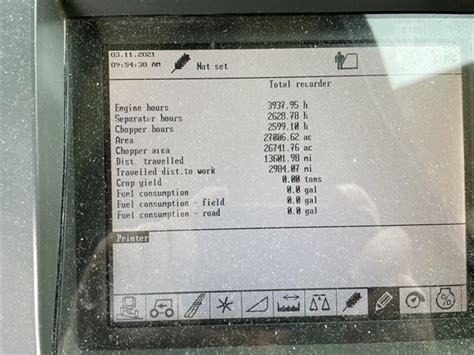 03.11.2021
09:54:30 AM
Not set
Total recorder
Engine hours 3937.95 h
Separator hours 2628.78 h
Chopper hours 2599.10 h
Area 27006.62 ac
Chopper area 26741.76 ac
Dist. travelled 13601.98 mi
Travelled dist.to work 2984.07 mi
Crop yield 0.00 tons
Fuel consumption 0.0 gal
Fuel consumption - field 0.0 gal
Fuel consumption - road 0.0 gal
Printer
%